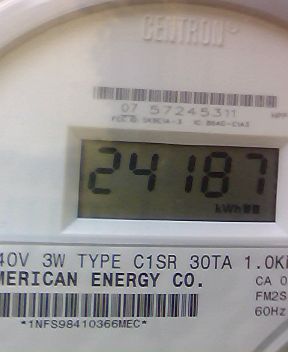 CENTRON
07 57245311
24187
kWh
40V 3W TYPE C1SR 30TA 1.0K
MERICAN ENERGY CO.
CA 0
FM2S
60Hz
*1NFS98410366MEC*